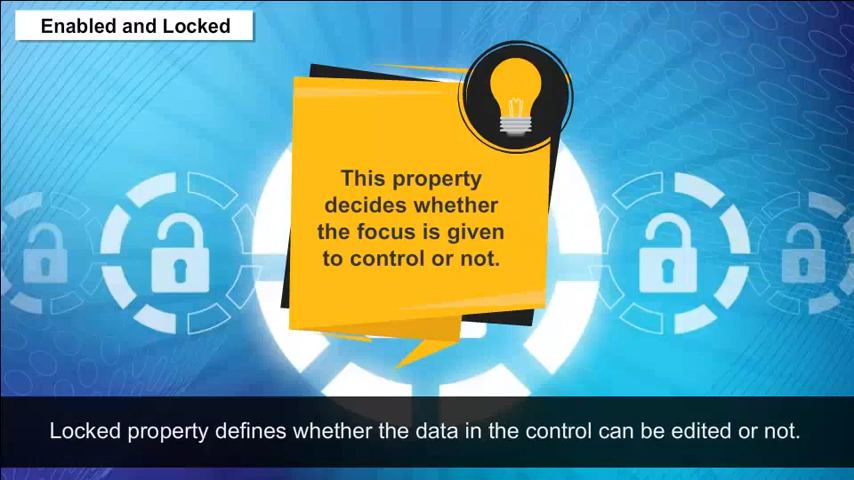 Enabled and Locked
This property
decides whether
the focus is given
to control or not.
Locked property defines whether the data in the control can be edited or not.